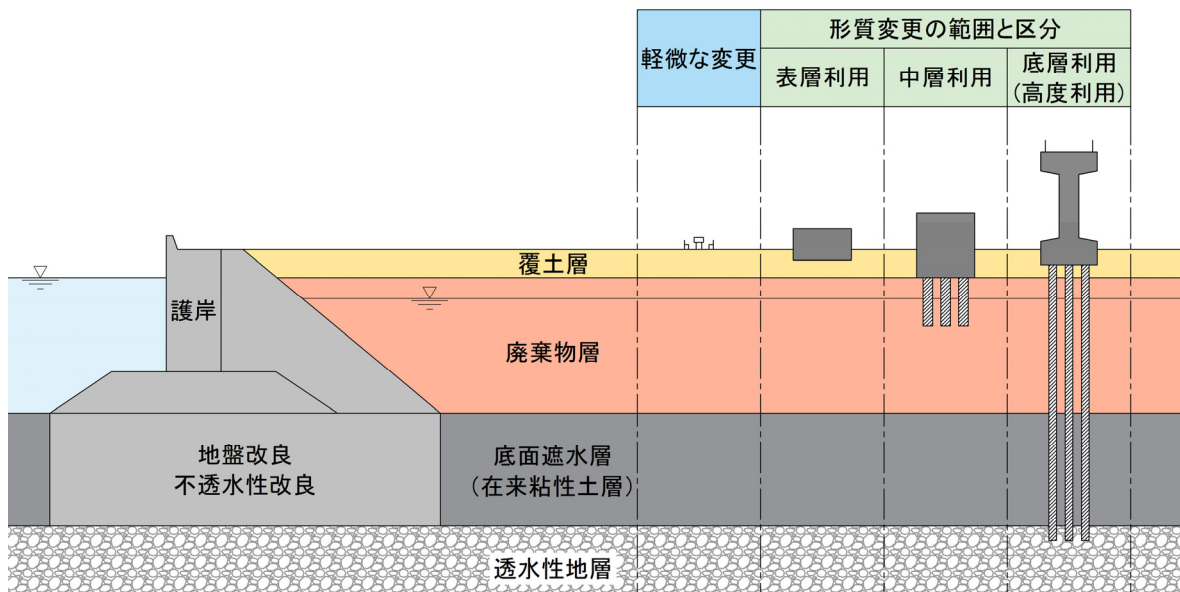 形質変更の範囲と区分
軽微な変更
表層利用
中層利用
底層利用
(高度利用)
覆土層
護岸
廃棄物層
地盤改良
不透水性改良
底面遮水層
(在来粘性土層)
透水性地層